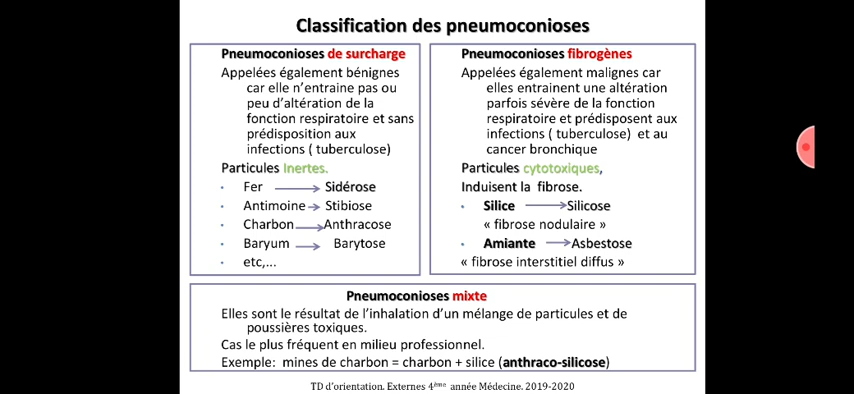 Classification des pneumoconioses
Pneumoconioses de surcharge
Appelées également bénignes
car elle n'entraine pas ou
peu d'altération de la
fonction respiratoire et sans
prédisposition aux
infections ( tuberculose)
Particules Inertes.
• Fer → Sidérose
• Antimoine → Stibiose
• Charbon → Anthracose
• Baryum → Barytose
• etc,...
Pneumoconioses fibrogènes
Appelées également malignes car
elles entrainent une altération
parfois sévère de la fonction
respiratoire et prédisposent aux
infections ( tuberculose) et au
cancer bronchique
Particules cytotoxiques,
Induisent la fibrose.
• Silice → Silicose
« fibrose nodulaire »
• Amiante → Asbestose
« fibrose interstitiel diffus »
Pneumoconioses mixte
Elles sont le résultat de l'inhalation d'un mélange de particules et de
poussières toxiques.
Cas le plus fréquent en milieu professionnel.
Exemple: mines de charbon = charbon + silice (anthraco-silicose)
TD d'orientation. Externes 4ème année Médecine. 2019-2020